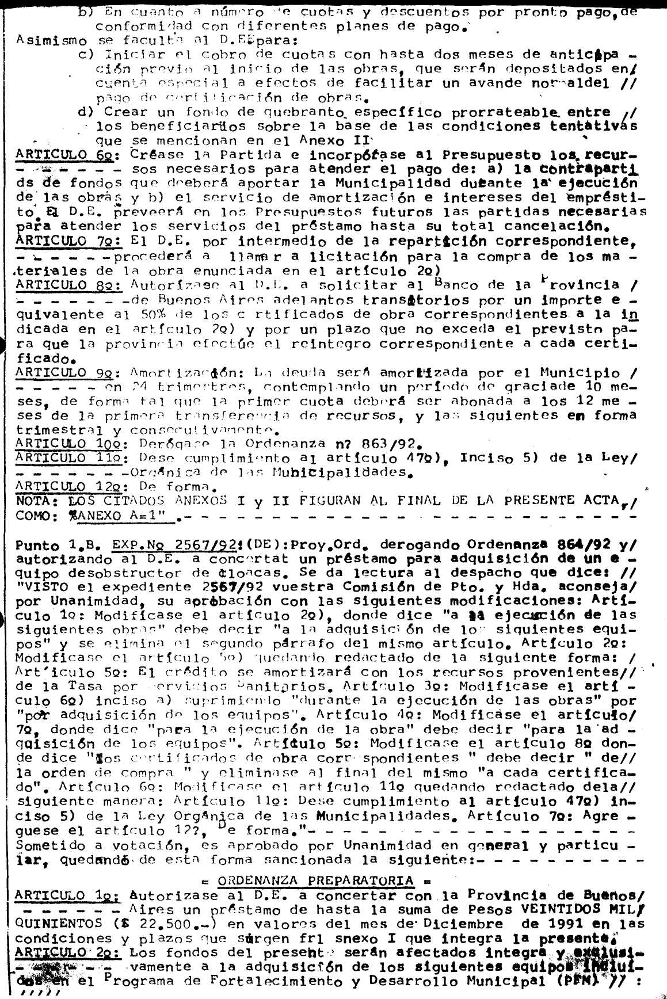 b) En cuanto a número de cuotas y descuentos por pronto pago, de
conformidad con diferentes planes de pago.
Asimismo se faculta al D.EEpara:
c) Iniciar el cobro de cuotas con hasta dos meses de anticipa -
ción previo al inicio de las obras, que serán depositados en/
cuenta especial a efectos de facilitar un avande normaldel //
pago de certificación de obras.
d) Crear un fondo de quebranto específico prorrateable entre //
los beneficiarios sobre la base de las condiciones tentativas
que se mencionan en el Anexo II
ARTICULO 6º: Créase la Partida e incorpórase al Presupuesto los recur-
- - - - - - sos necesarios para atender el pago de: a) la contraparti
ds de fondos que deeberá aportar la Municipalidad durante la ejecución
de las obras y b) el servicio de amortización e intereses del emprésti-
to. El D.E. preveerá en los Presupuestos futuros las partidas necesarias
para atender los servicios del préstamo hasta su total cancelación.
ARTICULO 7º: El D.E. por intermedio de la repartición correspondiente,
- - - - - - -procederá a llamar a licitación para la compra de los ma -
teriales de la obra enunciada en el artículo 2º)
ARTICULO 8º: Autorízase al D.E. a solicitar al Banco de la Provincia /
- - - - - - -de Buenos Aires adelantos transitorios por un importe e -
quivalente al 50% de los c rtificados de obra correspondientes a la in
dicada en el artículo 2º) y por un plazo que no exceda el previsto pa-
ra que la provincia efectúe el reintegro correspondiente a cada certi-
ficado.
ARTICULO 9º: Amortización: La deuda será amortizada por el Municipio /
- - - - - en 24 trimestres, contemplando un período de graciade 10 me-
ses, de forma tal que la primer cuota deberá ser abonada a los 12 me -
ses de la primera transferencia de recursos, y las siguientes en forma
trimestral y consecutivamente.
ARTICULO 10º: Derógase la Ordenanza n? 863/92.
ARTICULO 11º: Dese cumplimiento al artículo 47º), Inciso 5) de la Ley/
- - - - - - -Orgánica de las Municipalidades.
ARTICULO 12º: De forma.
NOTA: LOS CITADOS ANEXOS I y II FIGURAN AL FINAL DE LA PRESENTE ACTA,/
COMO: %ANEXO A=1" .- - - - - - - - - - - - - - - - - - - - - - - - - -
Punto 1.B. EXP.Nº 2567/92:(DE):Proy.Ord. derogando Ordenanza 864/92 y/
autorizando al D.E. a concertat un préstamo para adquisición de un e -
quipo desobstructor de cloacas. Se da lectura al despacho que dice: //
"VISTO el expediente 2567/92 vuestra Comisión de Pto. y Hda. aconseja/
por Unanimidad, su aprobación con las siguientes modificaciones: Artí-
culo 1º: Modifícase el artículo 2º), donde dice "a la ejecución de las
siguientes obras" debe decir "a la adquisici ón de los siquientes equi-
pos" y se elimina el segundo párrafo del mismo artículo. Artículo 2º:
Modificase el artículo 5º) quedando redactado de la siguiente forma: /
Art'iculo 5º: El crédito se amortizará con los recursos provenientes//
de la Tasa por Servicios Sanitarios. Artículo 3º: Modificase el artí -
culo 6º) inciso a) suprimiendo "durante la ejecución de las obras" por
"por adquisición de los equipos". Artículo 4º: Modificase el artículo/
7º, donde dice "para la ejecución de la obra" debe decir "para la ad -
quisición de los equipos". Artículo 5º: Modificase el artículo 8º don-
de dice "los certificados de obra corr spondientes " debe decir " de//
la orden de compra " y eliminase al final del mismo "a cada certifica-
do". Artículo 6º: Modificase el artículo 11º quedando redactado dela//
siguiente manera: Artículo 11º: Dese cumplimiento al artículo 47º) in-
ciso 5) de la Ley Orgánica de las Municipalidades. Artículo 7º: Agre -
guese el artículo 12?, De forma."- - - - - - - - - - - - - - - - - - -
Sometido a votación, es aprobado por Unanimidad en general y particu -
lar, quedando de esta forma sancionada la siguiente:- - - - - - - - - -
= ORDENANZA PREPARATORIA =
ARTICULO 1º: Autorizase al D.E. a concertar con la Provincia de Buenos/
- - - - - - Aires un préstamo de hasta la suma de Pesos VEINTIDOS MIL/
QUINIENTOS ($ 22.500.-) en valores del mes de Diciembre de 1991 en las
condiciones y plazos que surgen frl snexo I que integra la presente.
ARTICULO 2º: Los fondos del presente serán afectados integra y exclusi-
- - - - - - vamente a la adquisición de los siguientes equipos incluí-
dos en el Programa de Fortalecimiento y Desarrollo Municipal (PFM) // :
/////